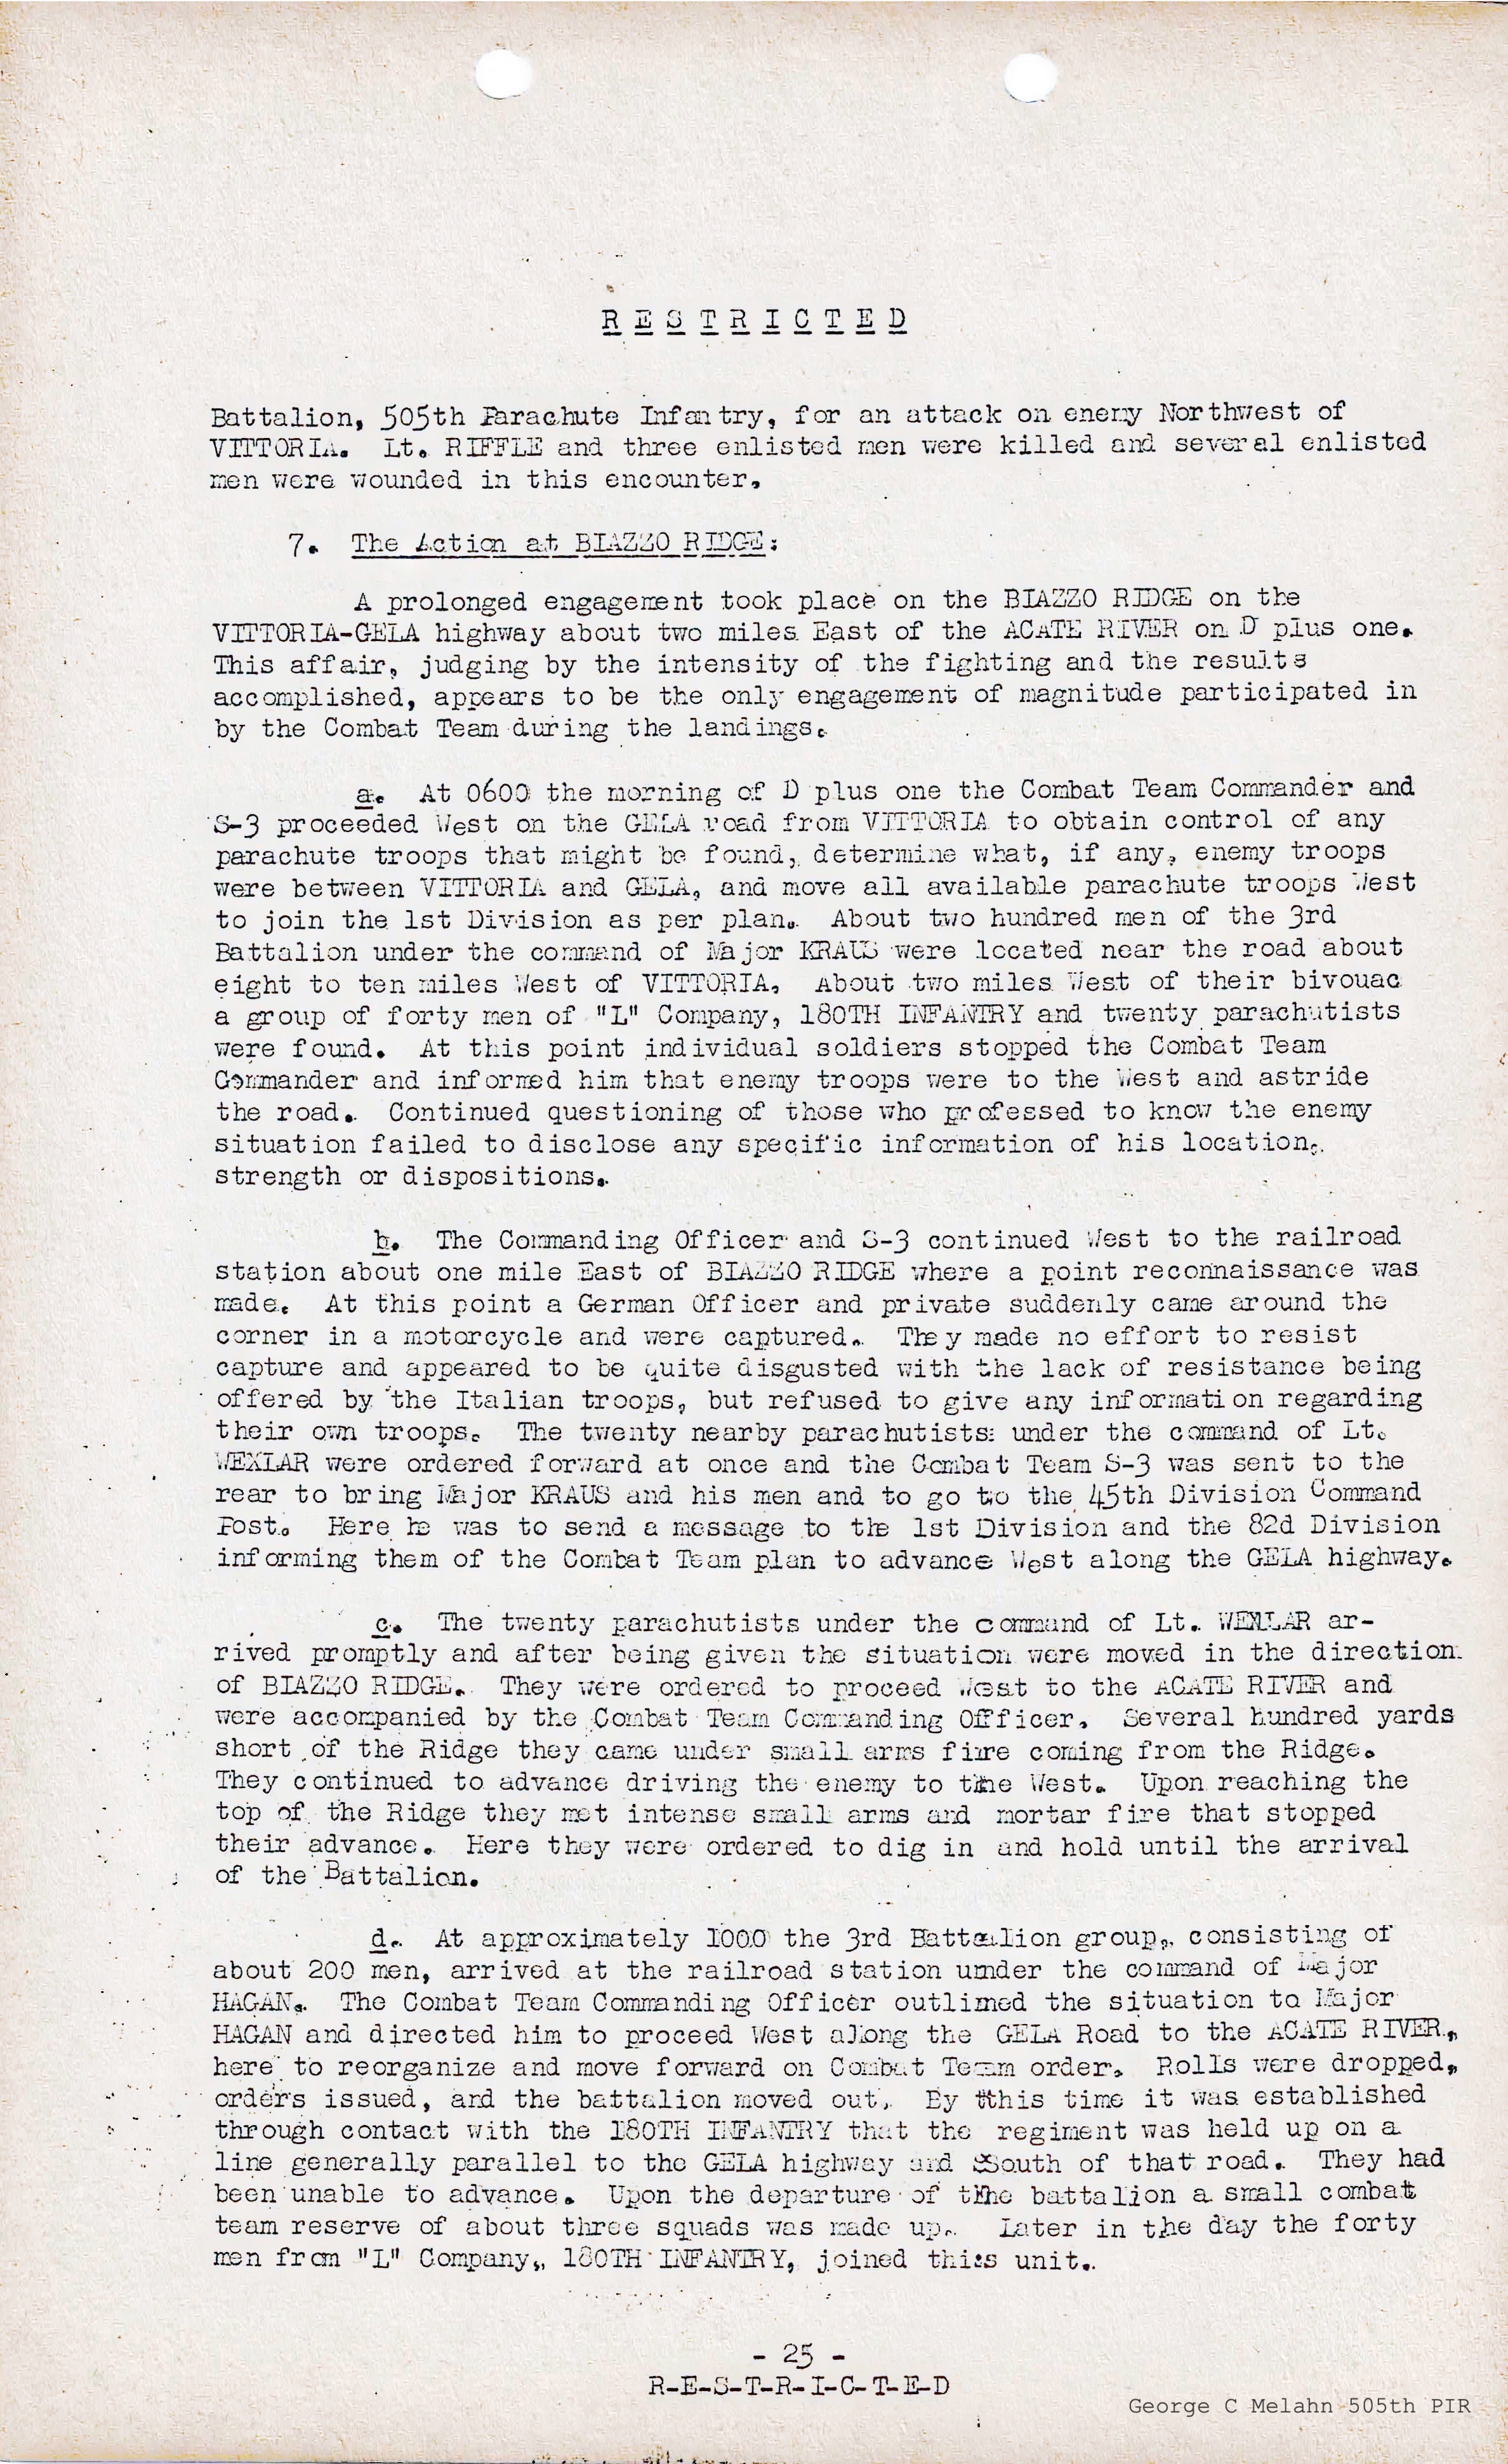 R E S T R I C T E D
Battalion, 505th Parachute Infantry, for an attack on enemy Northwest of
VITTORIA. Lt. RIFFLE and three enlisted men were killed and several enlisted
men were wounded in this encounter.
7. The Action at BIAZZO RIDGE:
A prolonged engagement took place on the BIAZZO RIDGE on the
VITTORIA-GELA highway about two miles East of the ACATE RIVER on D plus one.
This affair, judging by the intensity of the fighting and the results
accomplished, appears to be the only engagement of magnitude participated in
by the Combat Team during the landings.
a. At 0600 the morning of D plus one the Combat Team Commander and
S-3 proceeded West on the GELA road from VITTORIA to obtain control of any
parachute troops that might be found, determine what, if any, enemy troops
were between VITTORIA and GELA, and move all available parachute troops West
to join the 1st Division as per plan. About two hundred men of the 3rd
Battalion under the command of Major KRAUS were located near the road about
eight to ten miles West of VITTORIA. About two miles West of their bivouac
a group of forty men of "L" Company, 180TH INFANTRY and twenty parachutists
were found. At this point individual soldiers stopped the Combat Team
Commander and informed him that enemy troops were to the West and astride
the road. Continued questioning of those who professed to know the enemy
situation failed to disclose any specific information of his location,
strength or dispositions.
b. The Commanding Officer and S-3 continued West to the railroad
station about one mile East of BIAZZO RIDGE where a point reconnaissance was
made. At this point a German Officer and private suddenly came around the
corner in a motorcycle and were captured. They made no effort to resist
capture and appeared to be quite disgusted with the lack of resistance being
offered by the Italian troops, but refused to give any information regarding
their own troops. The twenty nearby parachutists under the command of Lt.
WEXLAR were ordered forward at once and the Combat Team S-3 was sent to the
rear to bring Major KRAUS and his men and to go to the 45th Division Command
Post. Here he was to send a message to the 1st Division and the 82d Division
informing them of the Combat Team plan to advance West along the GELA highway.
c. The twenty parachutists under the command of Lt. WEXLAR ar-
rived promptly and after being given the situation were moved in the direction
of BIAZZO RIDGE. They were ordered to proceed West to the ACATE RIVER and
were accompanied by the Combat Team Commanding Officer. Several hundred yards
short of the Ridge they came under small arms fire coming from the Ridge.
They continued to advance driving the enemy to the West. Upon reaching the
top of the Ridge they met intense small arms and mortar fire that stopped
their advance. Here they were ordered to dig in and hold until the arrival
of the Battalion.
d. At approximately 1000 the 3rd Battalion group, consisting of
about 200 men, arrived at the railroad station under the command of Major
HAGAN. The Combat Team Commanding Officer outlined the situation to Major
HAGAN and directed him to proceed West along the GELA Road to the ACATE RIVER,
here to reorganize and move forward on Combat Team order. Rolls were dropped,
orders issued, and the battalion moved out. By this time it was established
through contact with the 180TH INFANTRY that the regiment was held up on a
line generally parallel to the GELA highway and South of that road. They had
been unable to advance. Upon the departure of the battalion a small combat
team reserve of about three squads was made up. Later in the day the forty
men from "L" Company, 180TH INFANTRY, joined this unit.
- 25 -
R-E-S-T-R-I-C-T-E-D
George C Melahn 505th PIR